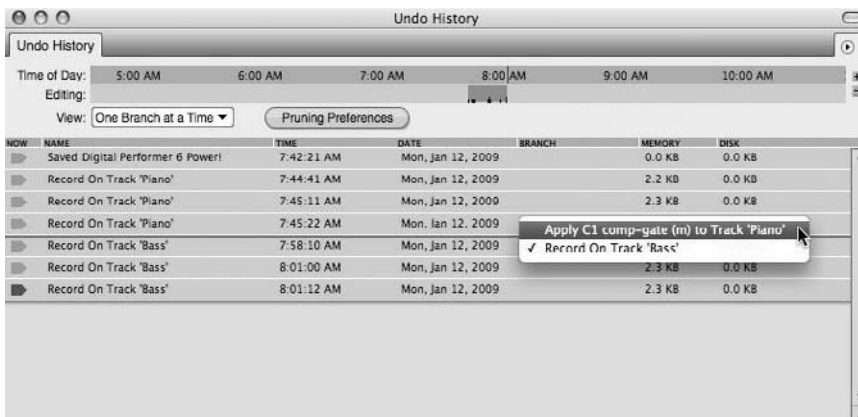 Undo History
Undo History
Time of Day: 5:00 AM 6:00 AM 7:00 AM 8:00 AM 9:00 AM 10:00 AM
Editing:
View: One Branch at a Time Pruning Preferences
NOW NAME TIME DATE BRANCH MEMORY DISK
Saved Digital Performer 6 Power! 7:42:21 AM Mon, Jan 12, 2009 0.0 KB 0.0 KB
Record On Track 'Piano' 7:44:41 AM Mon, Jan 12, 2009 2.2 KB 0.0 KB
Record On Track 'Piano' 7:45:11 AM Mon, Jan 12, 2009 2.3 KB 0.0 KB
Record On Track 'Piano' 7:45:22 AM Mon, Jan 12, 2009
Apply C1 comp-gate (m) to Track 'Piano'
Record On Track 'Bass' 7:58:10 AM Mon, Jan 12, 2009 ✓ Record On Track 'Bass'
Record On Track 'Bass' 8:01:00 AM Mon, Jan 12, 2009 2.3 KB 0.0 KB
Record On Track 'Bass' 8:01:12 AM Mon, Jan 12, 2009 2.3 KB 0.0 KB